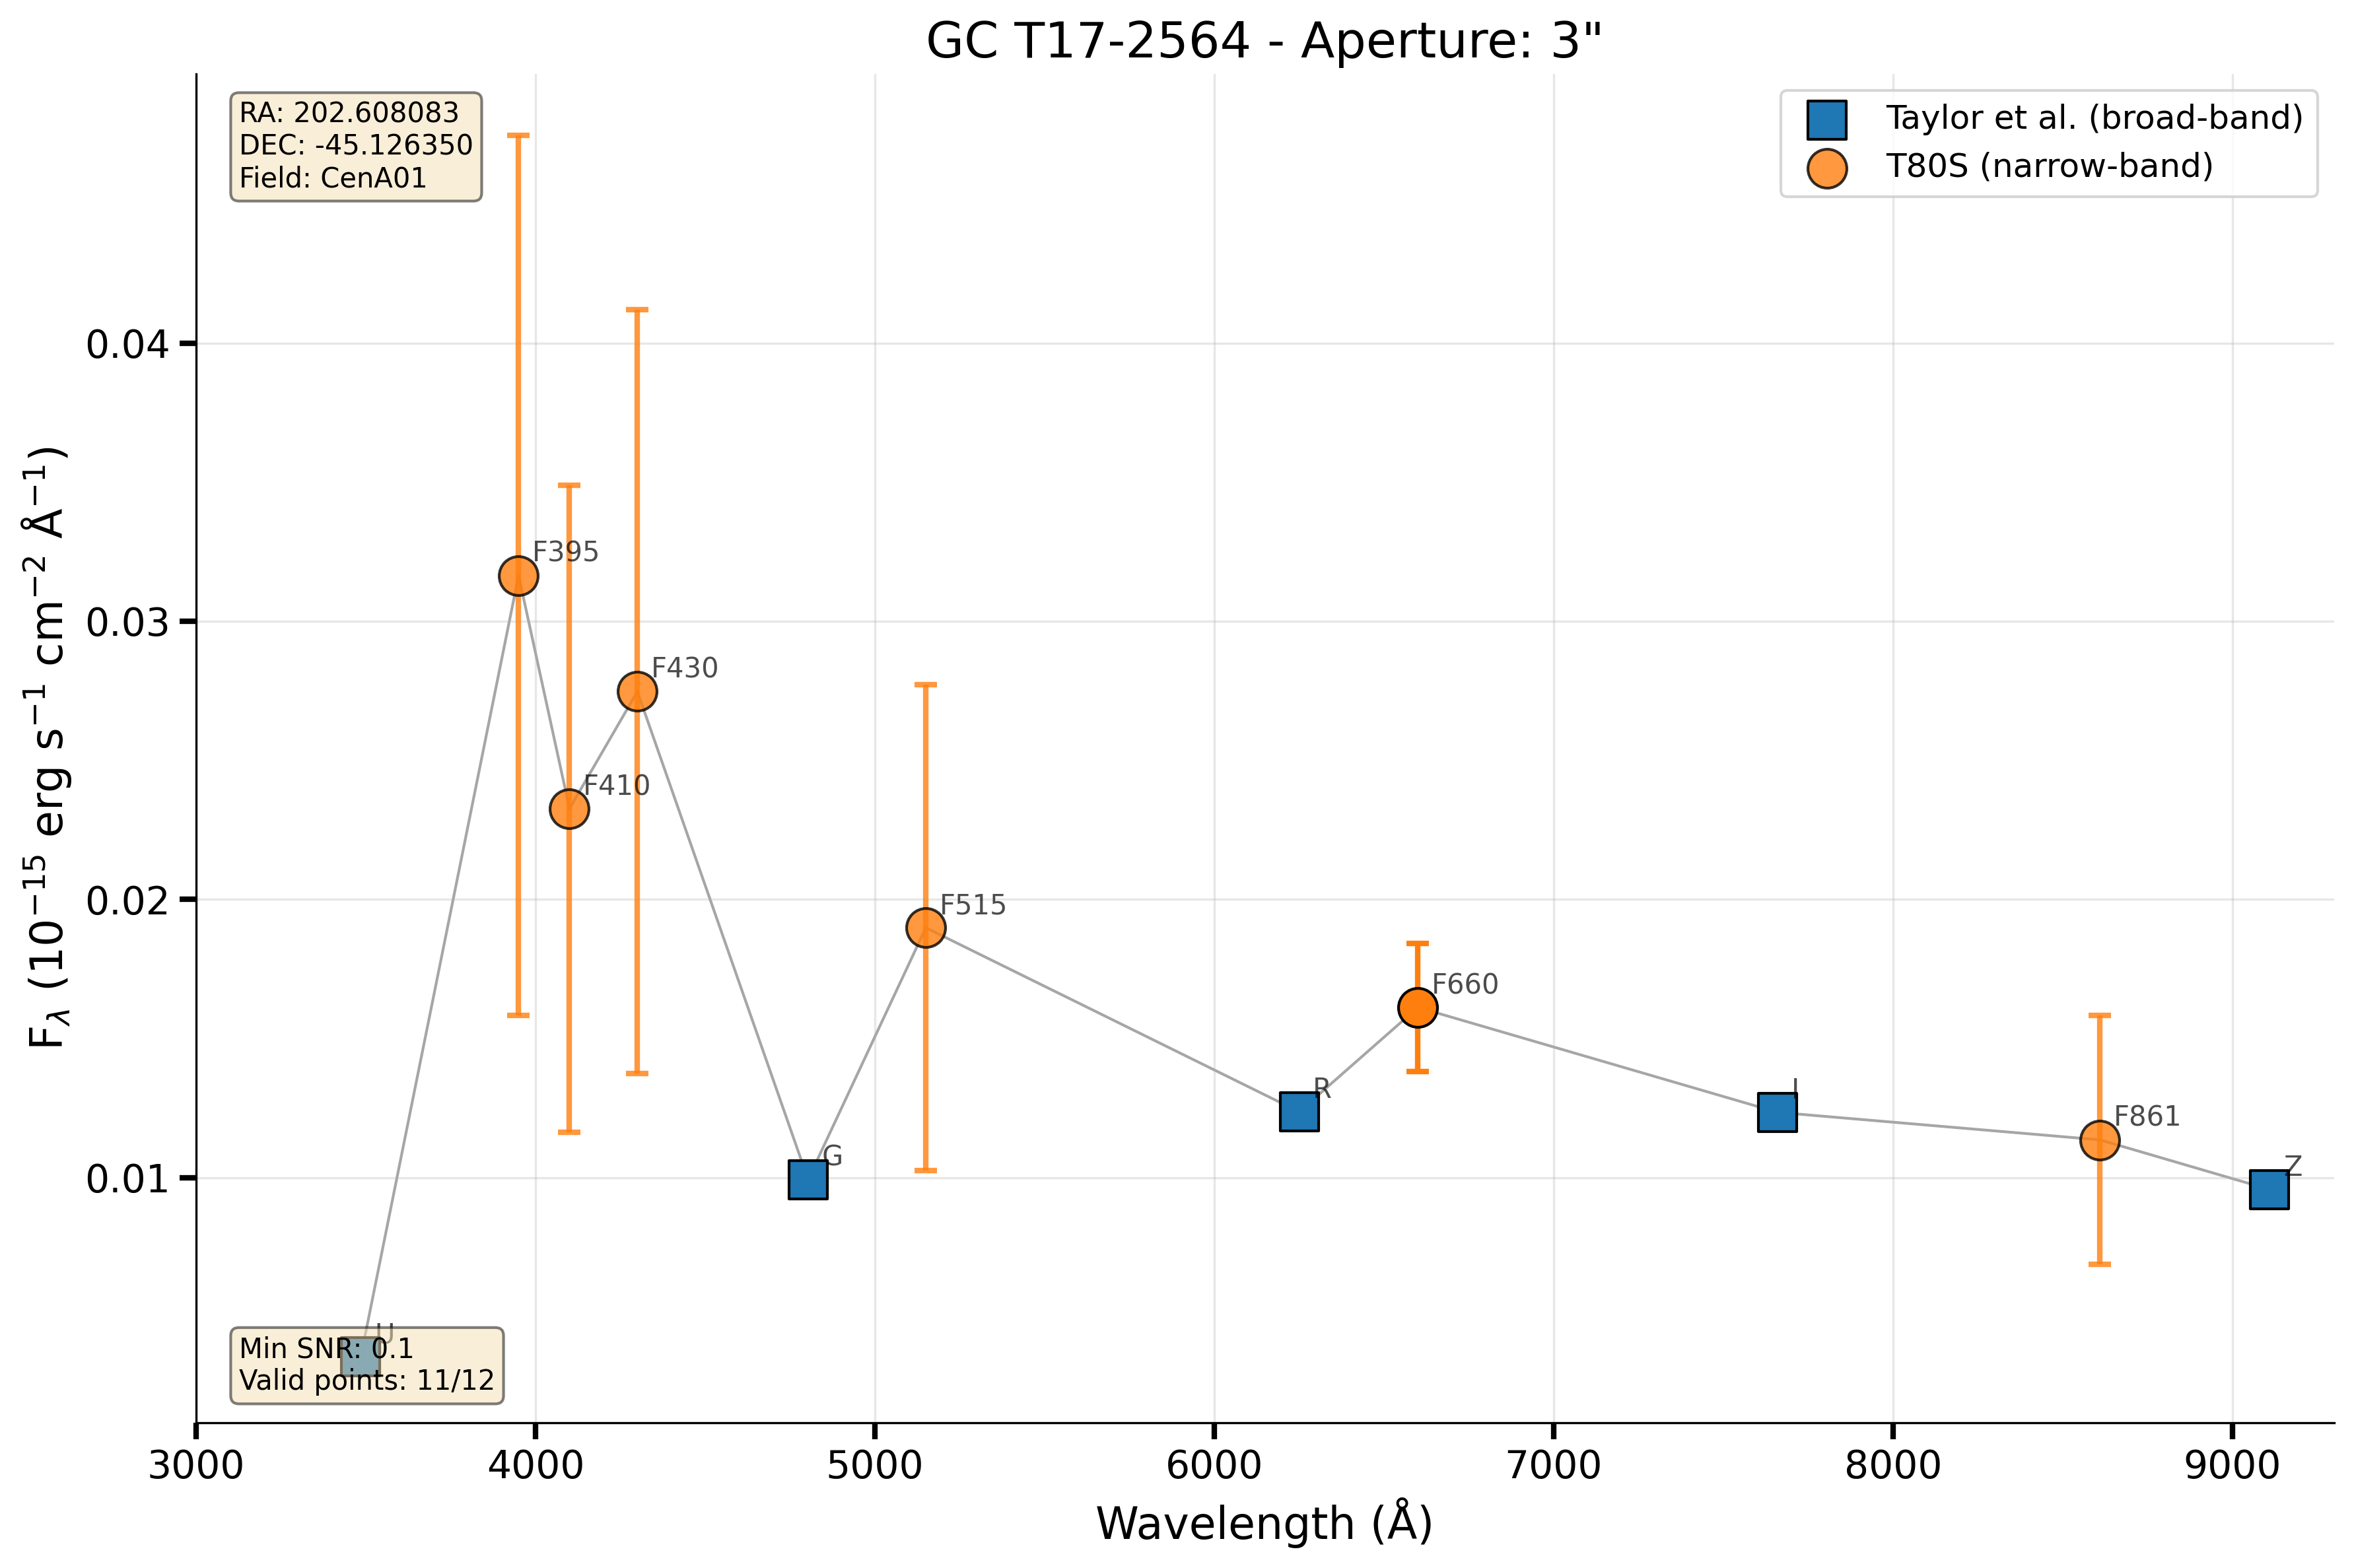 GC T17-2564 - Aperture: 3"
RA: 202.608083
DEC: -45.126350
Field: CenA01
Taylor et al. (broad-band)
T80S (narrow-band)
F395
F430
F410
F515
F660
R
I
F861
G
Z
U
Min SNR: 0.1
Valid points: 11/12
0.04
0.03
0.02
0.01
F_λ (10⁻¹⁵ erg s⁻¹ cm⁻² Å⁻¹)
3000 4000 5000 6000 7000 8000 9000
Wavelength (Å)